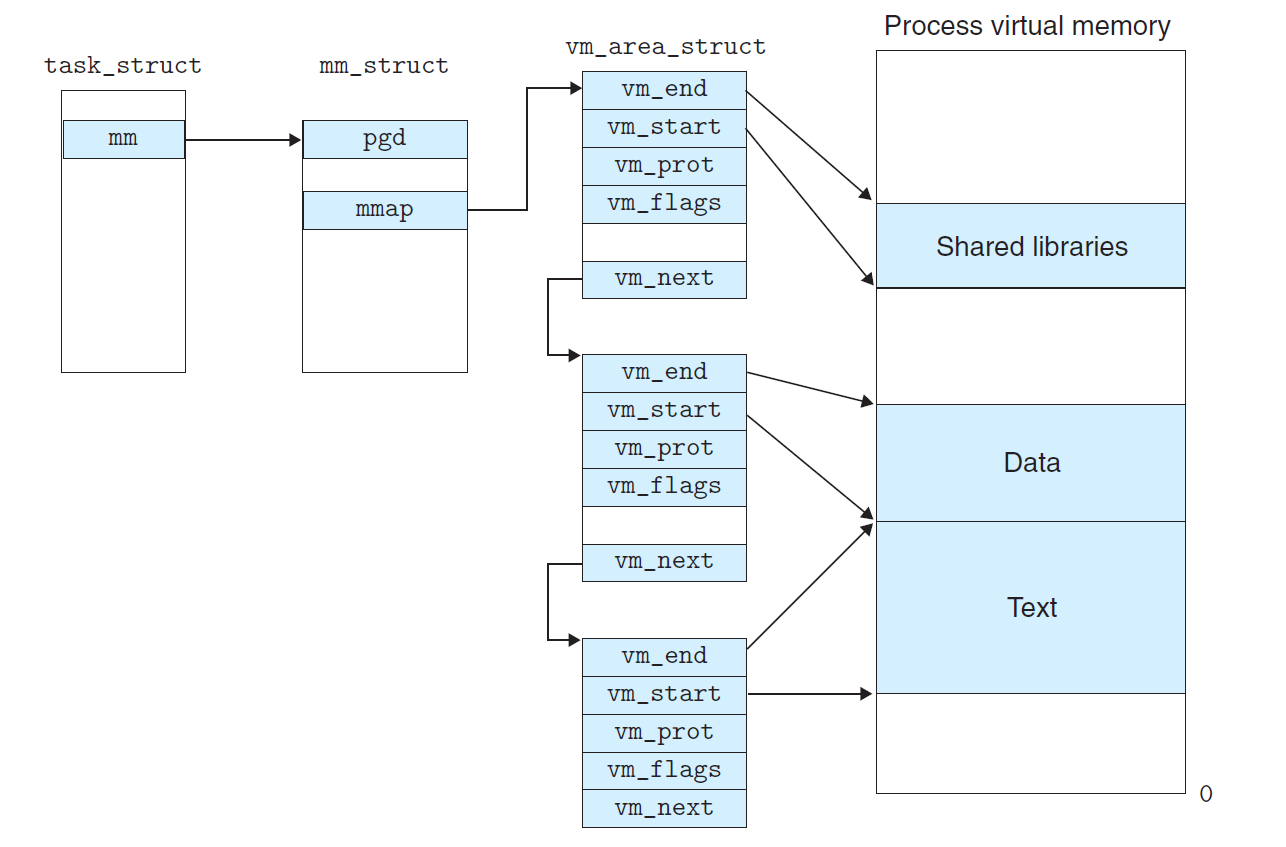 Process virtual memory
vm_area_struct
task_struct
mm_struct
mm
pgd
mmap
vm_end
vm_start
vm_prot
vm_flags
vm_next
vm_end
vm_start
vm_prot
vm_flags
vm_next
vm_end
vm_start
vm_prot
vm_flags
vm_next
Shared libraries
Data
Text
0